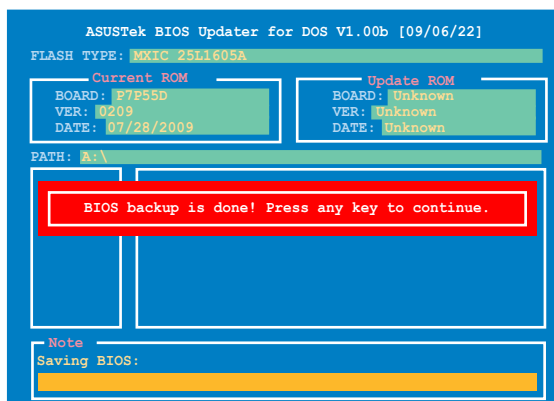 ASUSTek BIOS Updater for DOS V1.00b [09/06/22]
FLASH TYPE: MXIC 25L1605A
Current ROM
BOARD: P7P55D
VER: 0209
DATE: 07/28/2009
Update ROM
BOARD: Unknown
VER: Unknown
DATE: Unknown
PATH: A:\
BIOS backup is done! Press any key to continue.
Note
Saving BIOS: